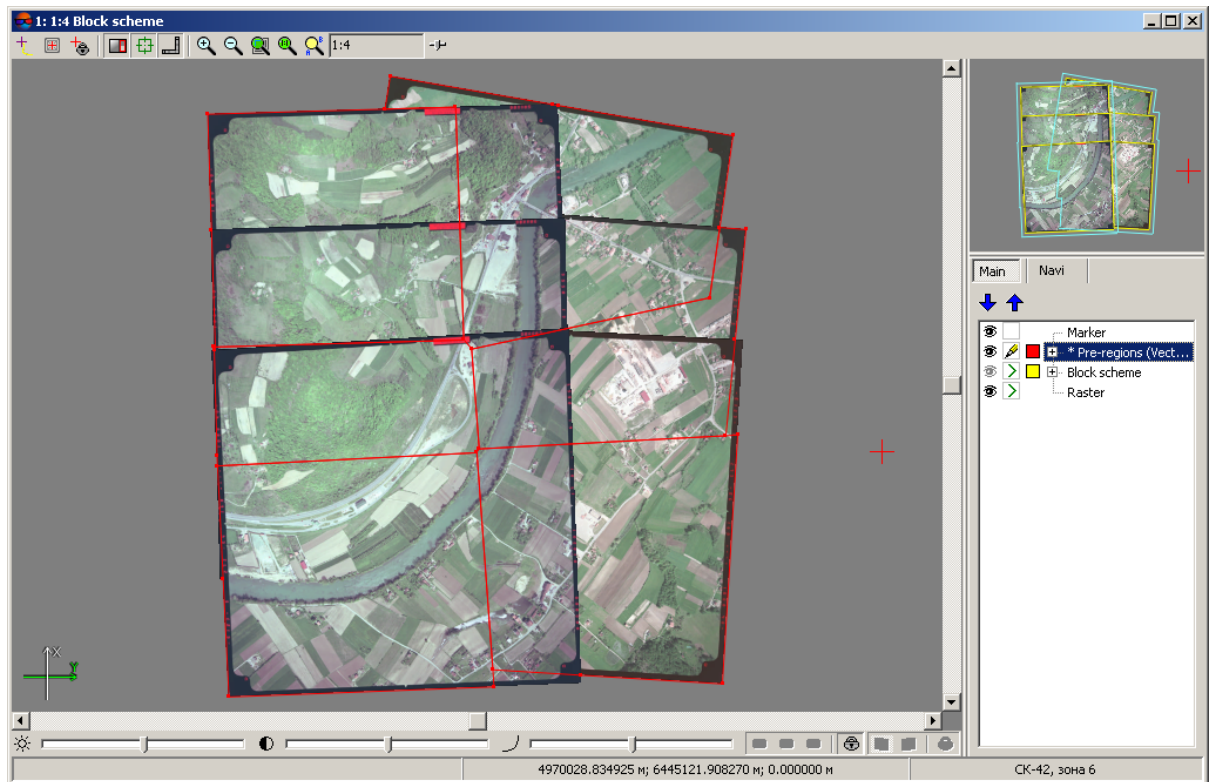 1: 1:4 Block scheme
1:4
Main Navi
Marker
* Pre-regions (Vect...
Block scheme
Raster
X
Y
4970028.834925 м; 6445121.908270 м; 0.000000 м
СК-42, зона 6